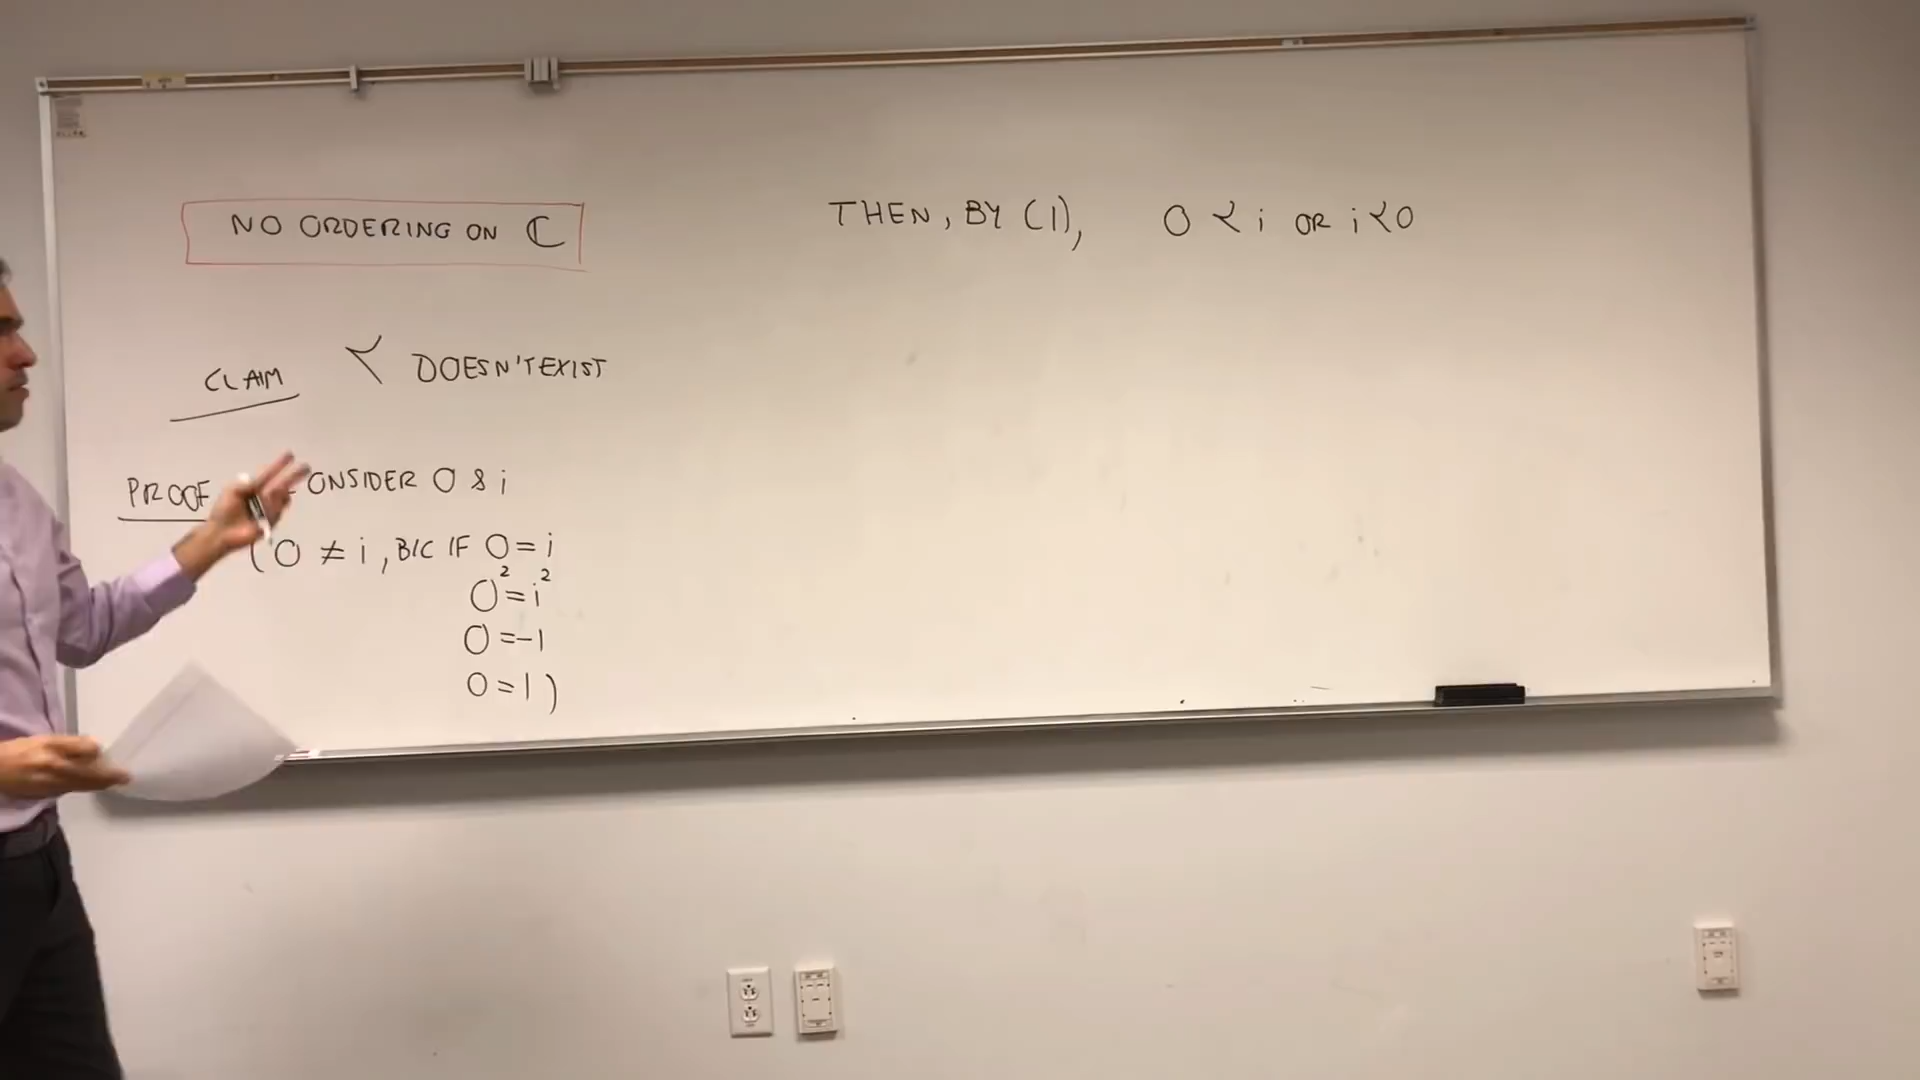 NO ORDERING ON ℂ
CLAIM ≺ DOESN'T EXIST
PROOF ONSIDER 0 & i
(0 ≠ i, B/C IF 0 = i
0² = i²
0 = -1
0 = 1)
THEN, BY (1), 0 ≺ i OR i ≺ 0